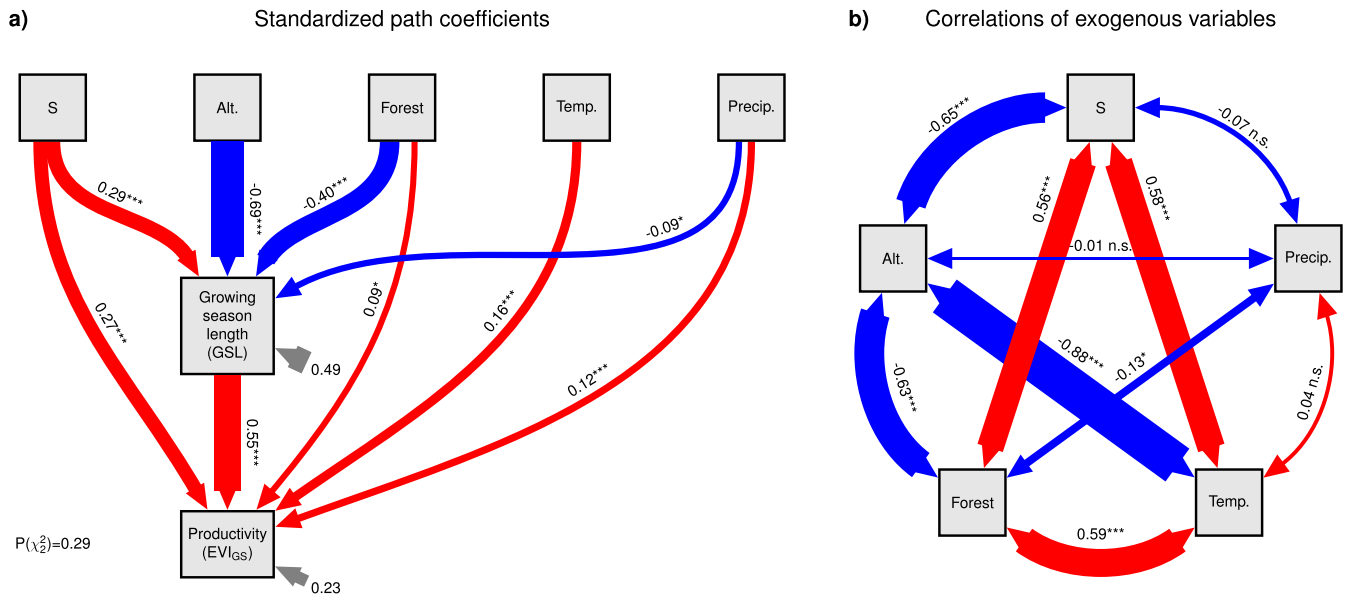 a)
Standardized path coefficients
S
Alt.
Forest
Temp.
Precip.
0.29***
-0.69***
-0.40***
-0.09*
Growing
season
length
(GSL)
0.49
0.27***
0.09*
0.16***
0.12***
0.55***
Productivity
(EVI_GS)
0.23
P(χ²₂)=0.29
b)
Correlations of exogenous variables
S
-0.65***
-0.07 n.s.
0.56***
0.58***
Alt.
-0.01 n.s.
Precip.
-0.63***
-0.88***
-0.13*
0.04 n.s.
Forest
Temp.
0.59***